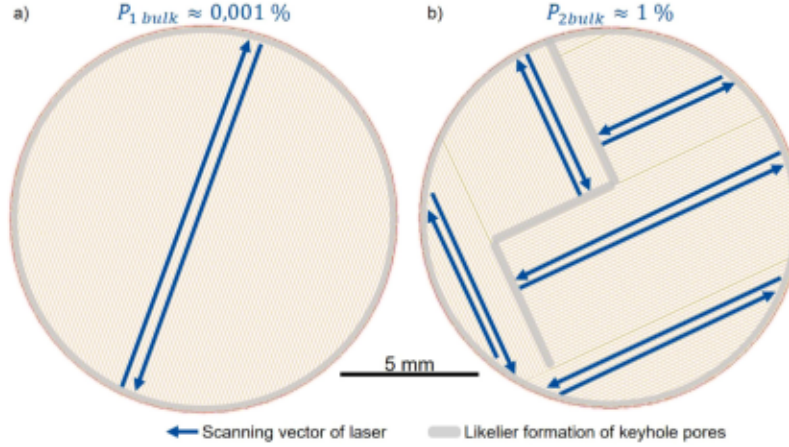 a) P₁ bulk ≈ 0,001 %
b) P₂bulk ≈ 1 %
5 mm
Scanning vector of laser
Likelier formation of keyhole pores